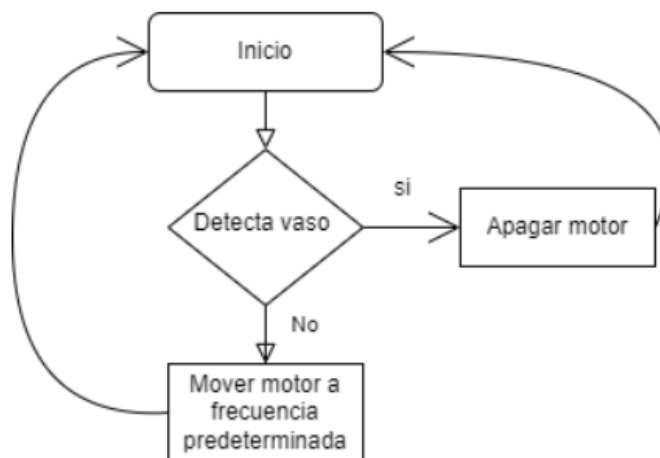 Inicio
si
Detecta vaso
Apagar motor
No
Mover motor a
frecuencia
predeterminada